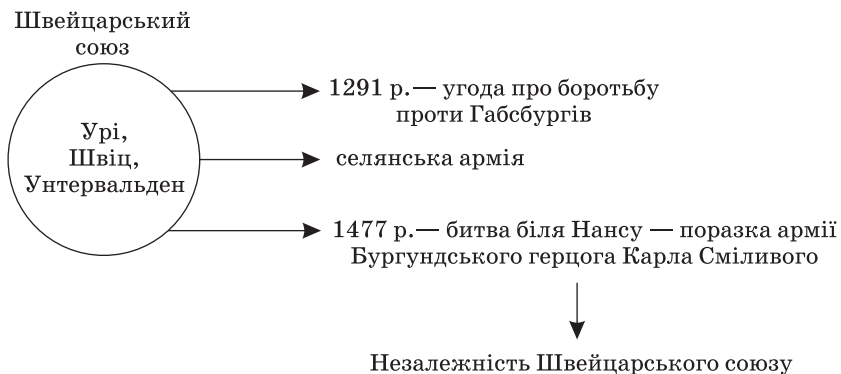 Швейцарський
союз
Урі,
Швіц,
Унтервальден
1291 р.— угода про боротьбу
проти Габсбургів
селянська армія
1477 р.— битва біля Нансу — поразка армії
Бургундського герцога Карла Сміливого
Незалежність Швейцарського союзу